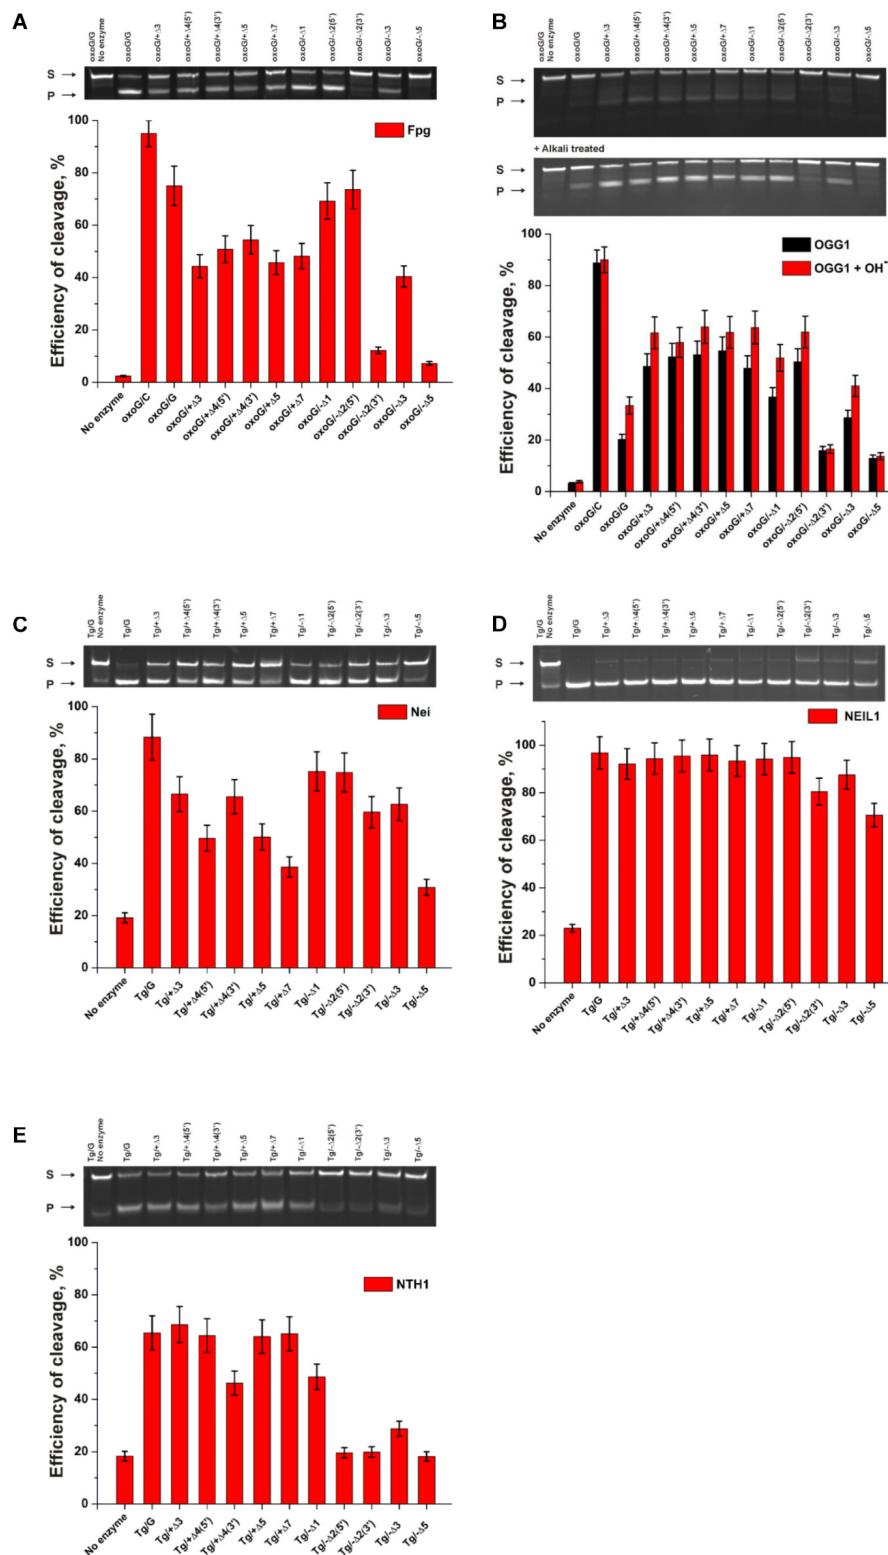 A
oxoG/G
No enzyme
oxoG/G
oxoG/+Δ3
oxoG/+Δ4(5')
oxoG/+Δ4(3')
oxoG/+Δ5
oxoG/+Δ7
oxoG/-Δ1
oxoG/-Δ2(5')
oxoG/-Δ2(3')
oxoG/-Δ3
oxoG/-Δ5
S →
P →
Efficiency of cleavage, %
100
80
60
40
20
0
Fpg
No enzyme
oxoG/C
oxoG/G
oxoG/+Δ3
oxoG/+Δ4(5')
oxoG/+Δ4(3')
oxoG/+Δ5
oxoG/+Δ7
oxoG/-Δ1
oxoG/-Δ2(5')
oxoG/-Δ2(3')
oxoG/-Δ3
oxoG/-Δ5
B
oxoG/G
No enzyme
oxoG/G
oxoG/+Δ3
oxoG/+Δ4(5')
oxoG/+Δ4(3')
oxoG/+Δ5
oxoG/+Δ7
oxoG/-Δ1
oxoG/-Δ2(5')
oxoG/-Δ2(3')
oxoG/-Δ3
oxoG/-Δ5
S →
P →
+ Alkali treated
S →
P →
Efficiency of cleavage, %
100
80
60
40
20
0
OGG1
OGG1 + OH⁻
No enzyme
oxoG/C
oxoG/G
oxoG/+Δ3
oxoG/+Δ4(5')
oxoG/+Δ4(3')
oxoG/+Δ5
oxoG/+Δ7
oxoG/-Δ1
oxoG/-Δ2(5')
oxoG/-Δ2(3')
oxoG/-Δ3
oxoG/-Δ5
C
Tg/G
No enzyme
Tg/G
Tg/+Δ3
Tg/+Δ4(5')
Tg/+Δ4(3')
Tg/+Δ5
Tg/+Δ7
Tg/-Δ1
Tg/-Δ2(5')
Tg/-Δ2(3')
Tg/-Δ3
Tg/-Δ5
S →
P →
Efficiency of cleavage, %
100
80
60
40
20
0
Nei
No enzyme
Tg/G
Tg/+Δ3
Tg/+Δ4(5')
Tg/+Δ4(3')
Tg/+Δ5
Tg/+Δ7
Tg/-Δ1
Tg/-Δ2(5')
Tg/-Δ2(3')
Tg/-Δ3
Tg/-Δ5
D
Tg/G
No enzyme
Tg/G
Tg/+Δ3
Tg/+Δ4(5')
Tg/+Δ4(3')
Tg/+Δ5
Tg/+Δ7
Tg/-Δ1
Tg/-Δ2(5')
Tg/-Δ2(3')
Tg/-Δ3
Tg/-Δ5
S →
P →
Efficiency of cleavage, %
100
80
60
40
20
0
NEIL1
No enzyme
Tg/G
Tg/+Δ3
Tg/+Δ4(5')
Tg/+Δ4(3')
Tg/+Δ5
Tg/+Δ7
Tg/-Δ1
Tg/-Δ2(5')
Tg/-Δ2(3')
Tg/-Δ3
Tg/-Δ5
E
Tg/G
No enzyme
Tg/G
Tg/+Δ3
Tg/+Δ4(5')
Tg/+Δ4(3')
Tg/+Δ5
Tg/+Δ7
Tg/-Δ1
Tg/-Δ2(5')
Tg/-Δ2(3')
Tg/-Δ3
Tg/-Δ5
S →
P →
Efficiency of cleavage, %
100
80
60
40
20
0
NTH1
No enzyme
Tg/G
Tg/+Δ3
Tg/+Δ4(5')
Tg/+Δ4(3')
Tg/+Δ5
Tg/+Δ7
Tg/-Δ1
Tg/-Δ2(5')
Tg/-Δ2(3')
Tg/-Δ3
Tg/-Δ5